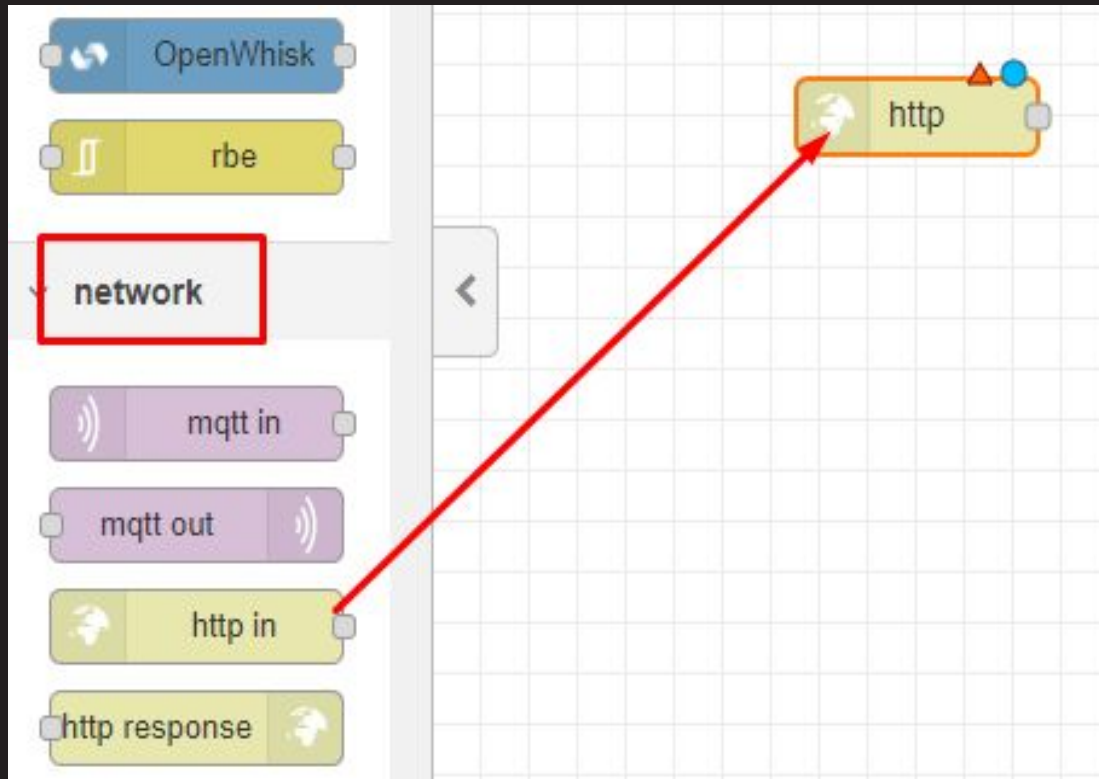 OpenWhisk
rbe
network
mqtt in
mqtt out
http in
http response
http